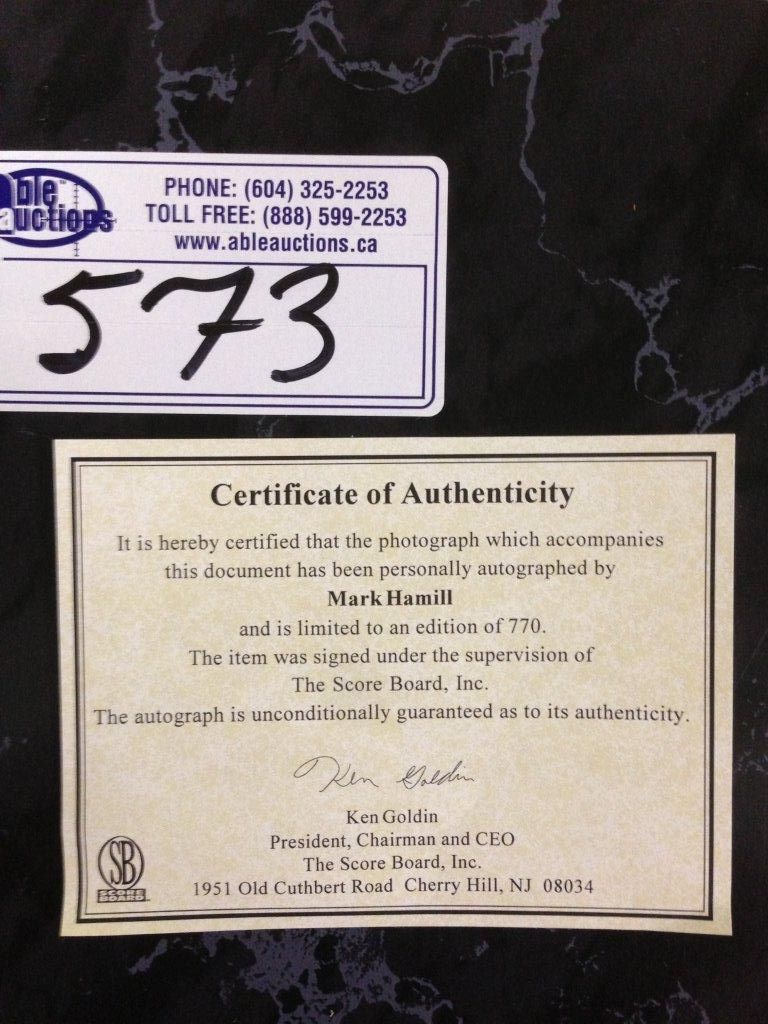 able auctions
PHONE: (604) 325-2253
TOLL FREE: (888) 599-2253
www.ableauctions.ca
573
Certificate of Authenticity
It is hereby certified that the photograph which accompanies
this document has been personally autographed by
Mark Hamill
and is limited to an edition of 770.
The item was signed under the supervision of
The Score Board, Inc.
The autograph is unconditionally guaranteed as to its authenticity.
Ken Goldin
Ken Goldin
President, Chairman and CEO
The Score Board, Inc.
1951 Old Cuthbert Road Cherry Hill, NJ 08034
SB
SCORE
BOARD